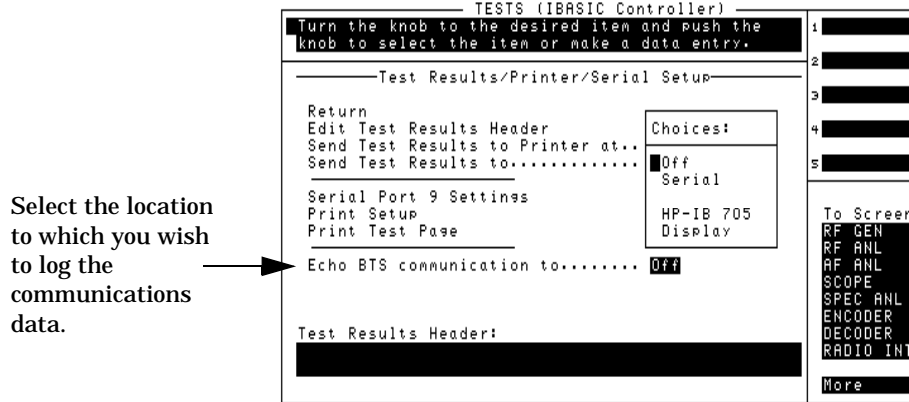 TESTS (IBASIC Controller)
Turn the knob to the desired item and push the
knob to select the item or make a data entry.
Test Results/Printer/Serial Setup
Return
Edit Test Results Header
Send Test Results to Printer at..
Send Test Results to.............
Serial Port 9 Settings
Print Setup
Print Test Page
Echo BTS communication to........ Off
Choices:
Off
Serial
HP-IB 705
Display
Test Results Header:
1
2
3
4
5
To Screen
RF GEN
RF ANL
AF ANL
SCOPE
SPEC ANL
ENCODER
DECODER
RADIO INT
More
Select the location
to which you wish
to log the
communications
data.